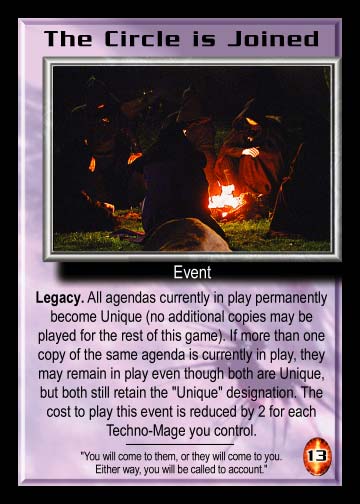 The Circle is Joined
Event
Legacy. All agendas currently in play permanently
become Unique (no additional copies may be
played for the rest of this game). If more than one
copy of the same agenda is currently in play, they
may remain in play even though both are Unique,
but both still retain the "Unique" designation. The
cost to play this event is reduced by 2 for each
Techno-Mage you control.
"You will come to them, or they will come to you.
Either way, you will be called to account."
13